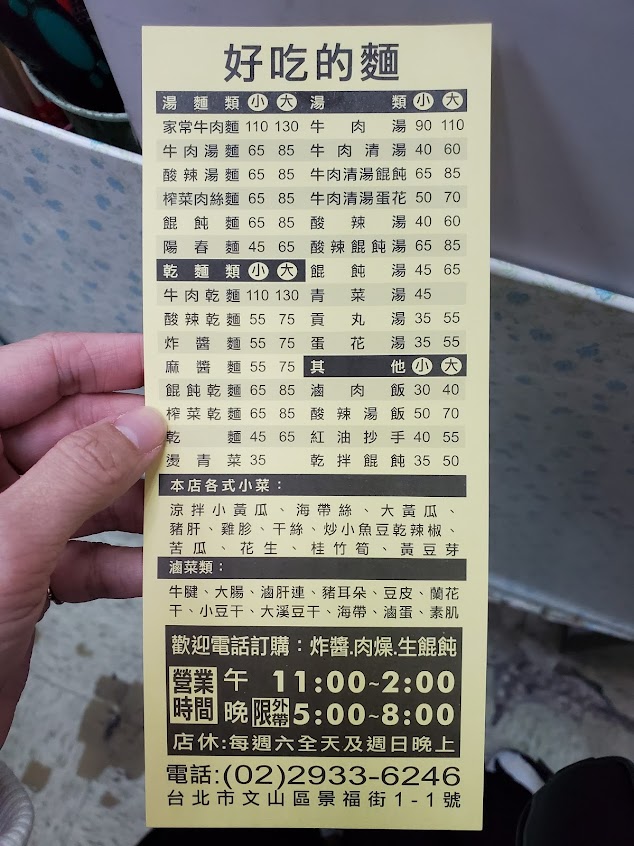 好吃的麵
湯麵類 小 大
家常牛肉麵 110 130
牛肉湯麵 65 85
酸辣湯麵 65 85
榨菜肉絲麵 65 85
餛飩麵 65 85
陽春麵 45 65
乾麵類 小 大
牛肉乾麵 110 130
酸辣乾麵 55 75
炸醬麵 55 75
麻醬麵 55 75
餛飩乾麵 65 85
榨菜乾麵 65 85
乾麵 45 65
燙青菜 35
湯類 小 大
牛肉湯 90 110
牛肉清湯 40 60
牛肉清湯餛飩 65 85
牛肉清湯蛋花 50 70
酸辣湯 40 60
酸辣餛飩湯 65 85
餛飩湯 45 65
青菜湯 45
貢丸湯 35 55
蛋花湯 35 55
其他 小 大
滷肉飯 30 40
酸辣湯飯 50 70
紅油抄手 40 55
乾拌餛飩 35 50
本店各式小菜：
涼拌小黃瓜、海帶絲、大黃瓜、
豬肝、雞胗、干絲、炒小魚豆乾辣椒、
苦瓜、花生、桂竹筍、黃豆芽
滷菜類：
牛腱、大腸、滷肝連、豬耳朵、豆皮、蘭花
干、小豆干、大溪豆干、海帶、滷蛋、素肌
歡迎電話訂購：炸醬.肉燥.生餛飩
營業時間 午 11:00~2:00
晚 限外帶 5:00~8:00
店休:每週六全天及週日晚上
電話:(02)2933-6246
台北市文山區景福街1-1號